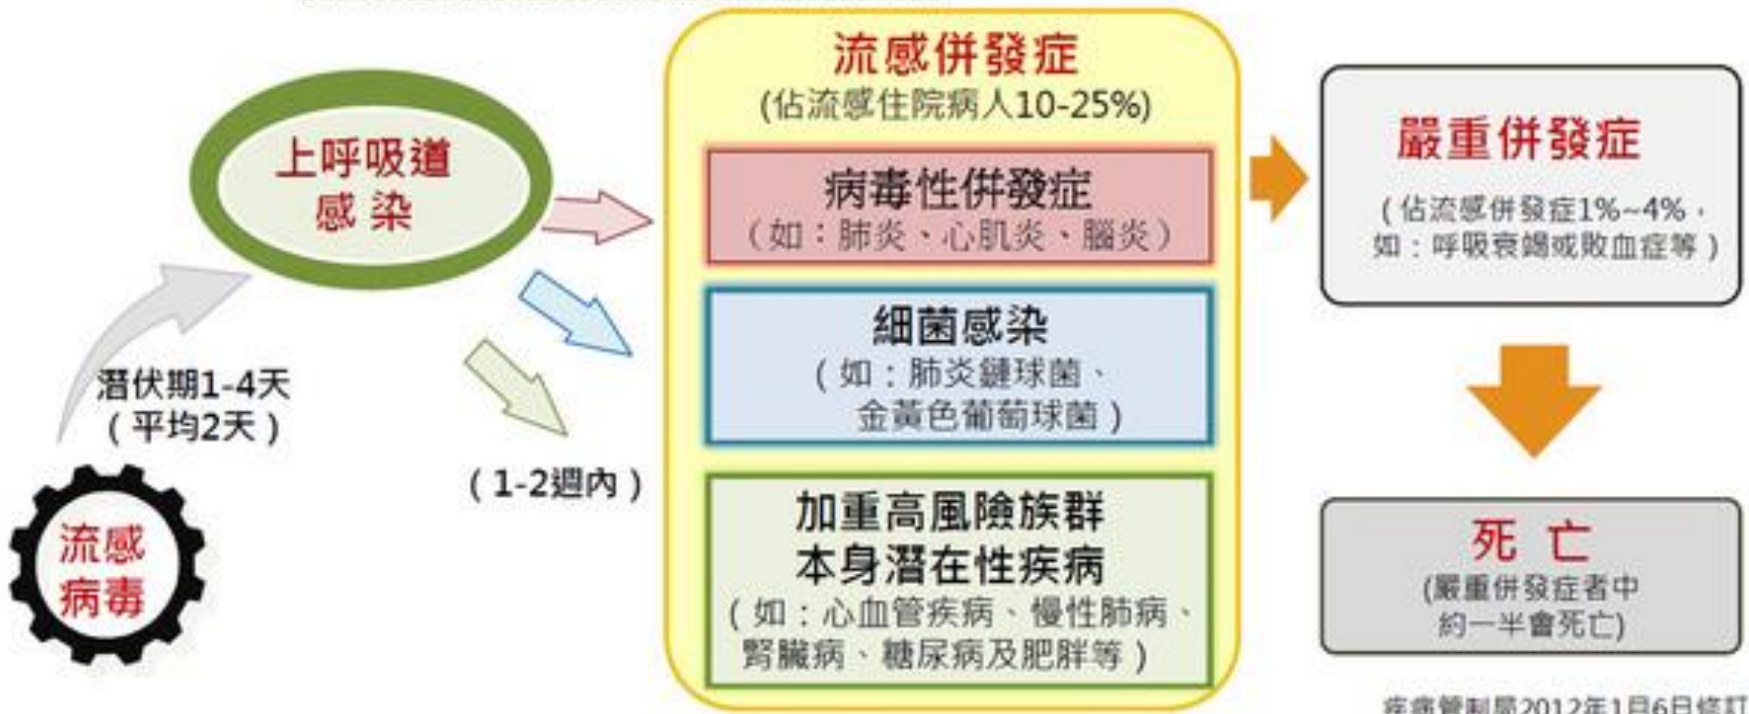 流感
病毒
潛伏期1-4天
（平均2天）
上呼吸道
感染
（1-2週內）
流感併發症
(佔流感住院病人10-25%)
病毒性併發症
（如：肺炎、心肌炎、腦炎）
細菌感染
（如：肺炎鏈球菌、
金黃色葡萄球菌）
加重高風險族群
本身潛在性疾病
（如：心血管疾病、慢性肺病、
腎臟病、糖尿病及肥胖等）
嚴重併發症
（佔流感併發症1%~4%，
如：呼吸衰竭或敗血症等）
死亡
(嚴重併發症者中
約一半會死亡)
疾病管制局2012年1月6日修訂